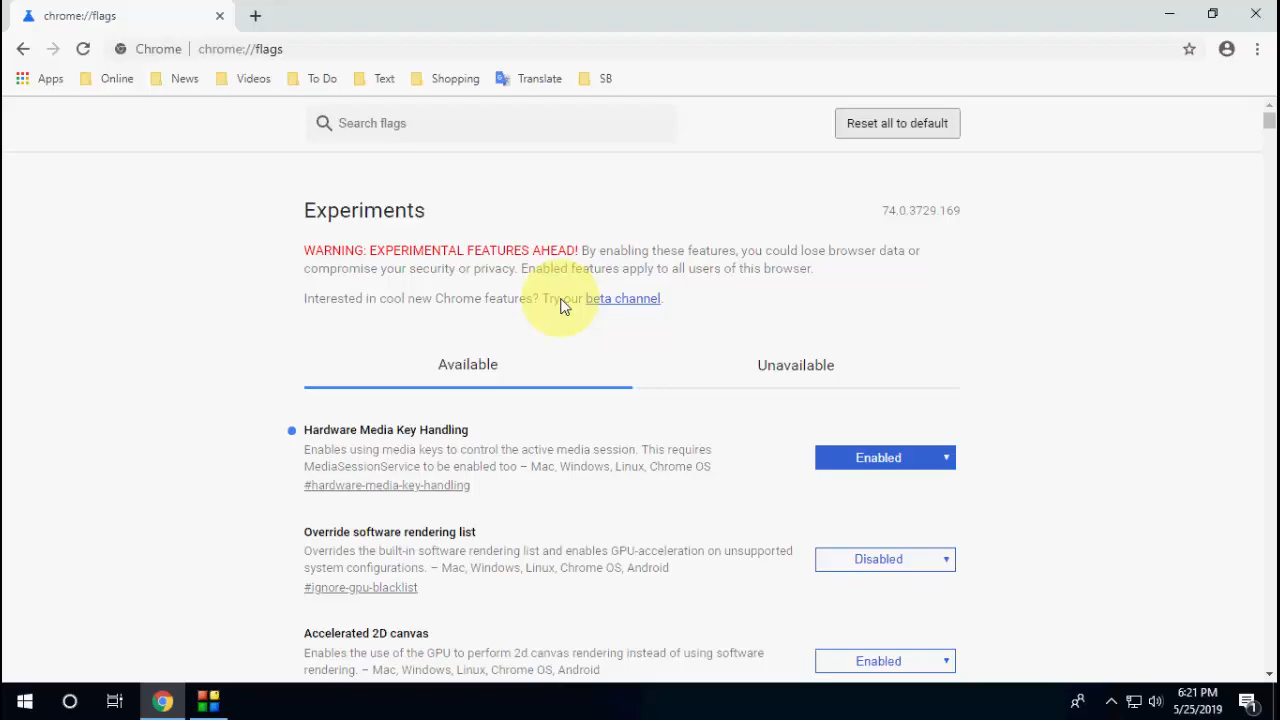 chrome://flags
Chrome chrome://flags
Apps Online News Videos To Do Text Shopping Translate SB
Search flags
Reset all to default
Experiments
74.0.3729.169
WARNING: EXPERIMENTAL FEATURES AHEAD! By enabling these features, you could lose browser data or
compromise your security or privacy. Enabled features apply to all users of this browser.
Interested in cool new Chrome features? Try our beta channel.
Available
Unavailable
Hardware Media Key Handling
Enables using media keys to control the active media session. This requires
MediaSessionService to be enabled too – Mac, Windows, Linux, Chrome OS
#hardware-media-key-handling
Enabled
Override software rendering list
Overrides the built-in software rendering list and enables GPU-acceleration on unsupported
system configurations. – Mac, Windows, Linux, Chrome OS, Android
#ignore-gpu-blacklist
Disabled
Accelerated 2D canvas
Enables the use of the GPU to perform 2d canvas rendering instead of using software
rendering. – Mac, Windows, Linux, Chrome OS, Android
Enabled
6:21 PM
5/25/2019
1